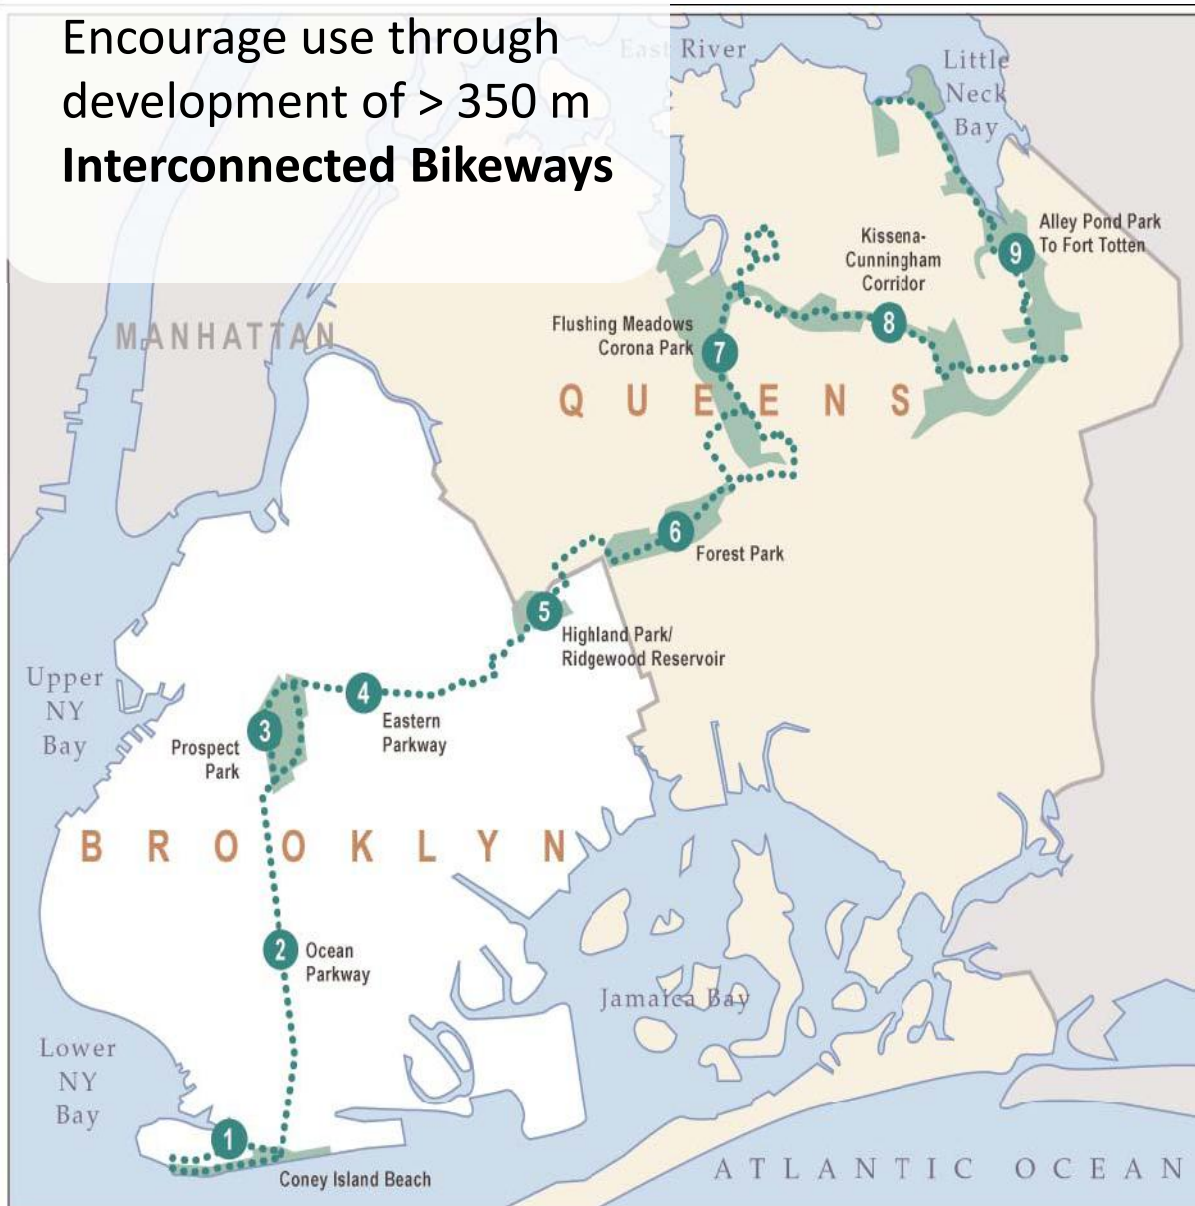 Encourage use through
development of > 350 m
Interconnected Bikeways
East River
Little
Neck
Bay
Alley Pond Park
To Fort Totten
9
Kissena-
Cunningham
Corridor
8
MANHATTAN
Flushing Meadows
Corona Park
7
QUEENS
6
Forest Park
5
Highland Park/
Ridgewood Reservoir
Upper
NY
Bay
4
Eastern
Parkway
3
Prospect
Park
BROOKLYN
2
Ocean
Parkway
Jamaica Bay
Lower
NY
Bay
1
Coney Island Beach
ATLANTIC OCEAN